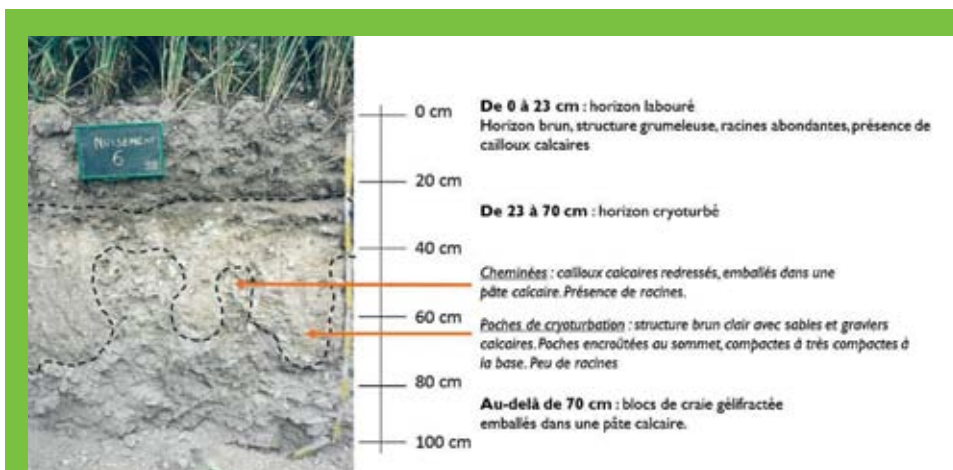 NUISEMENT
6
0 cm
20 cm
40 cm
60 cm
80 cm
100 cm
De 0 à 23 cm : horizon labouré
Horizon brun, structure grumeleuse, racines abondantes, présence de
cailloux calcaires
De 23 à 70 cm : horizon cryoturbé
Cheminées : cailloux calcaires redressés, emballés dans une
pâte calcaire. Présence de racines.
Poches de cryoturbation : structure brun clair avec sables et graviers
calcaires. Poches encroûtées au sommet, compactes à très compactes à
la base. Peu de racines
Au-delà de 70 cm : blocs de craie gélifractée
emballés dans une pâte calcaire.